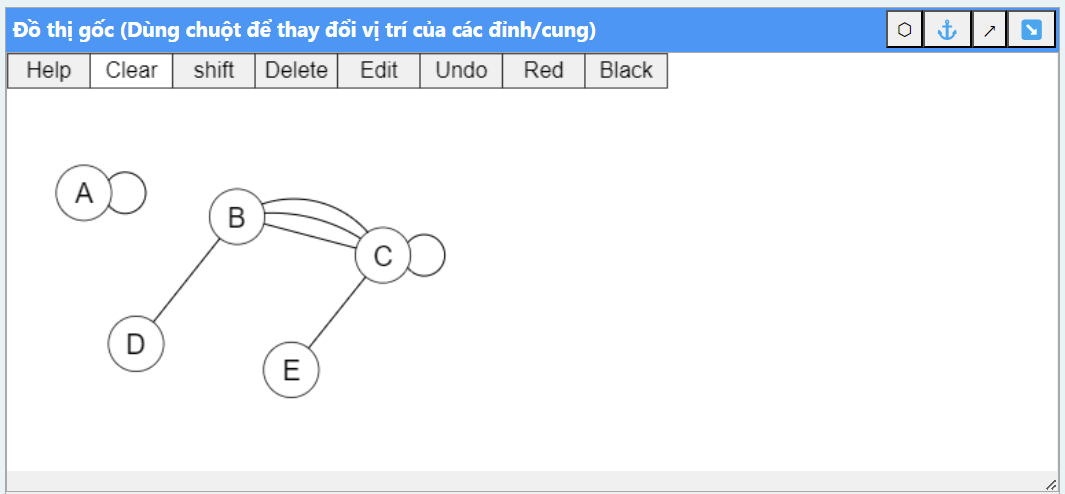 Đồ thị gốc (Dùng chuột để thay đổi vị trí của các đỉnh/cung)
Help Clear shift Delete Edit Undo Red Black
A
B
C
D
E